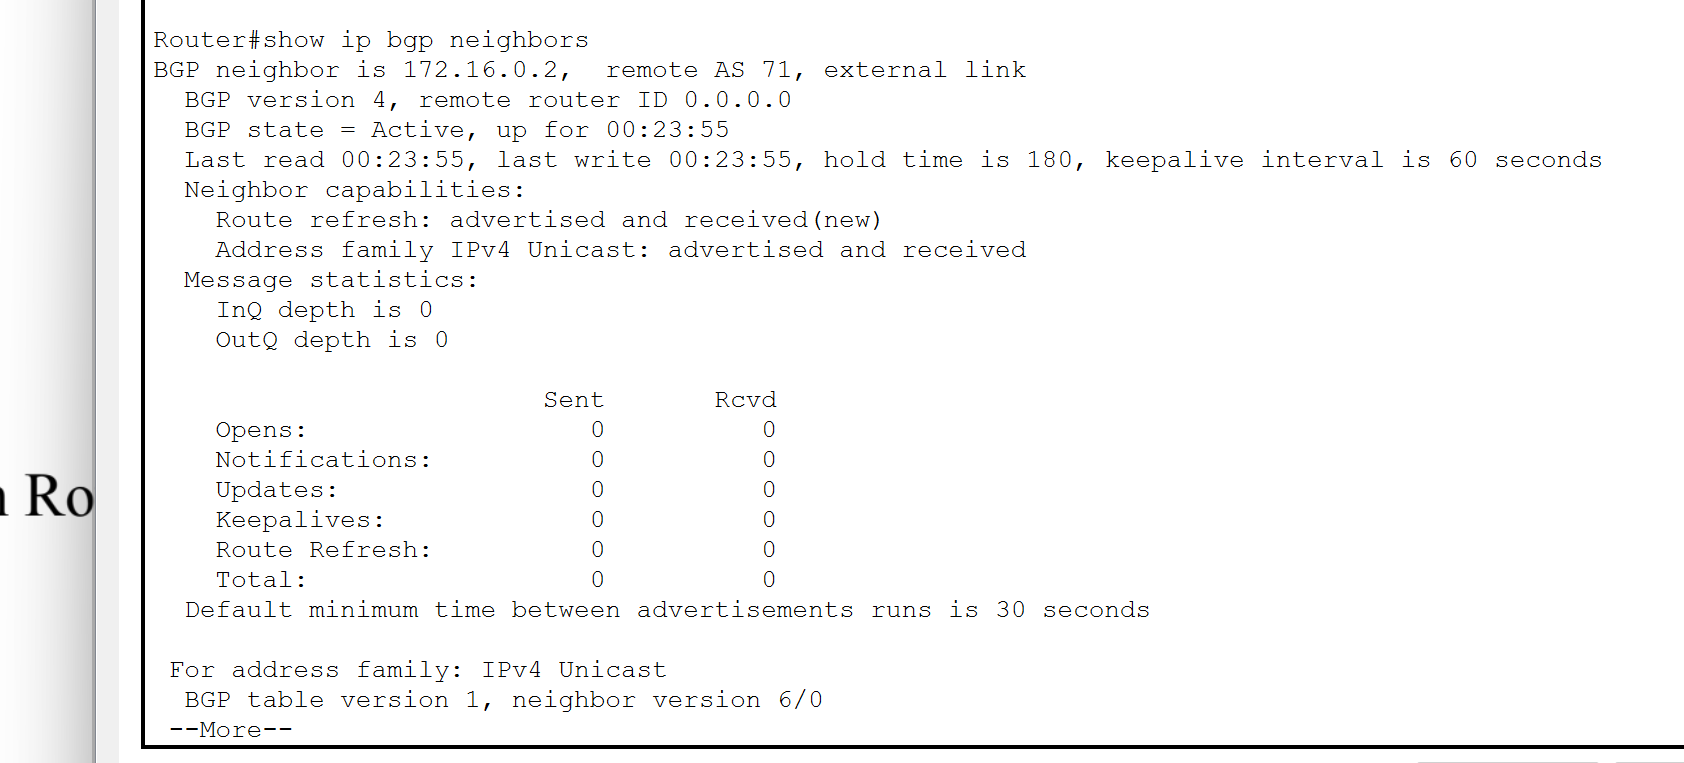 Router#show ip bgp neighbors
BGP neighbor is 172.16.0.2,  remote AS 71, external link
  BGP version 4, remote router ID 0.0.0.0
  BGP state = Active, up for 00:23:55
  Last read 00:23:55, last write 00:23:55, hold time is 180, keepalive interval is 60 seconds
  Neighbor capabilities:
    Route refresh: advertised and received(new)
    Address family IPv4 Unicast: advertised and received
  Message statistics:
    InQ depth is 0
    OutQ depth is 0
                         Sent       Rcvd
    Opens:                  0          0
    Notifications:          0          0
    Updates:                0          0
    Keepalives:             0          0
    Route Refresh:          0          0
    Total:                  0          0
  Default minimum time between advertisements runs is 30 seconds
 For address family: IPv4 Unicast
  BGP table version 1, neighbor version 6/0
 --More--
Ro